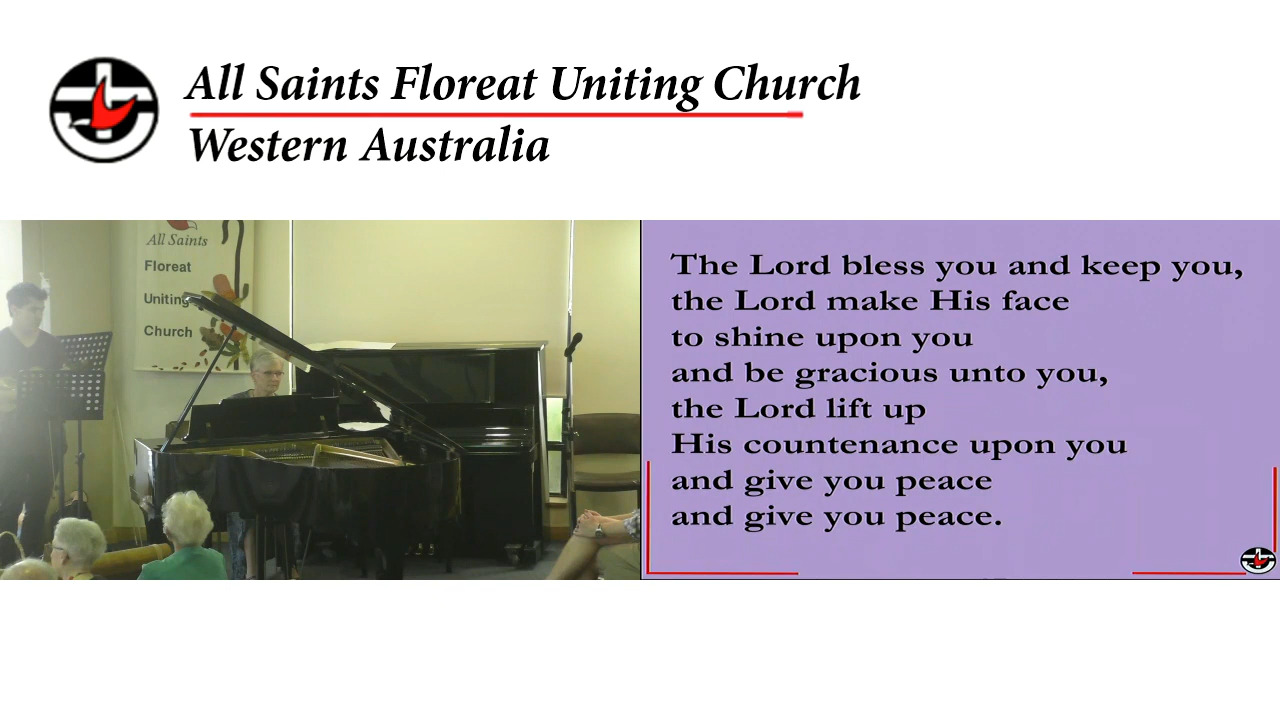 All Saints Floreat Uniting Church
Western Australia
All Saints
Floreat
Uniting
Church
The Lord bless you and keep you,
the Lord make His face
to shine upon you
and be gracious unto you,
the Lord lift up
His countenance upon you
and give you peace
and give you peace.